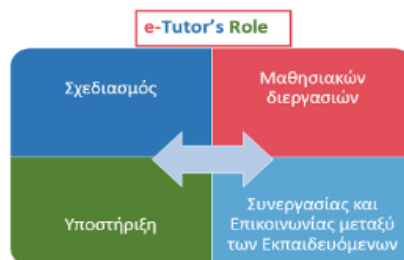 e-Tutor's Role
Σχεδιασμός
Μαθησιακών
διεργασιών
Υποστήριξη
Συνεργασίας και
Επικοινωνίας μεταξύ
των Εκπαιδευόμενων